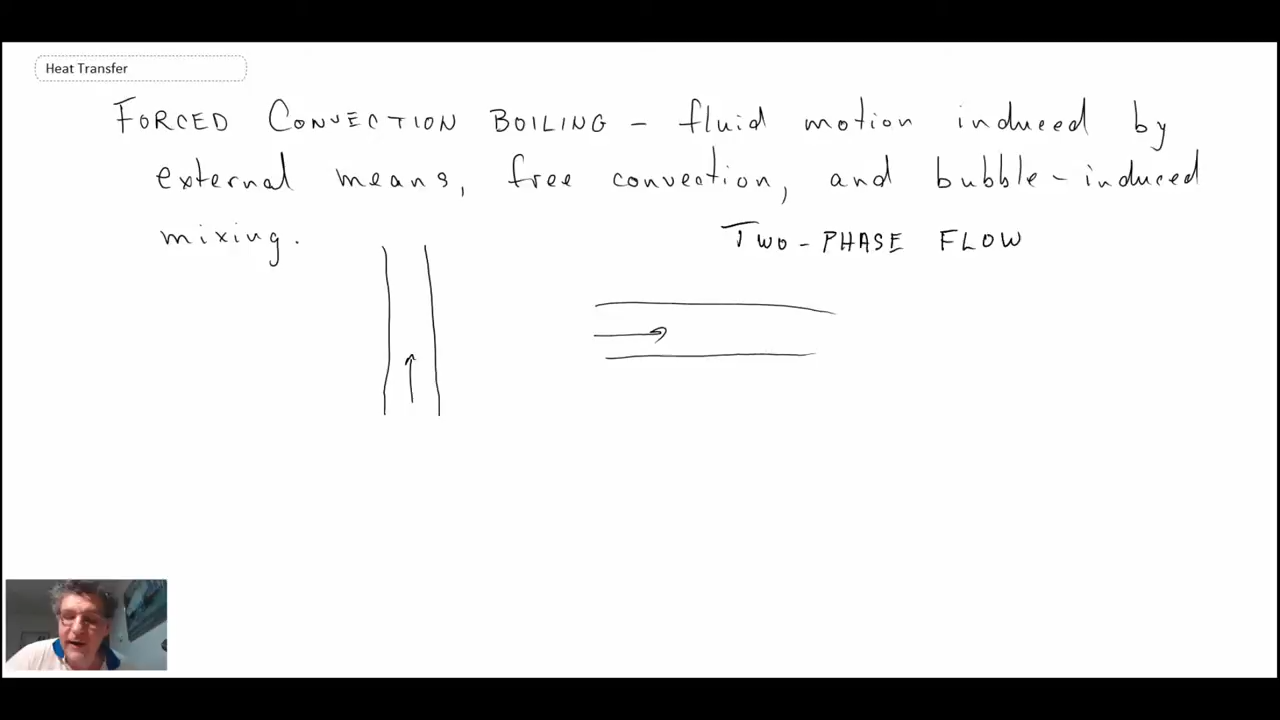 Heat Transfer
FORCED CONVECTION BOILING - fluid motion induced by
external means, free convection, and bubble-induced
mixing.
TWO-PHASE FLOW